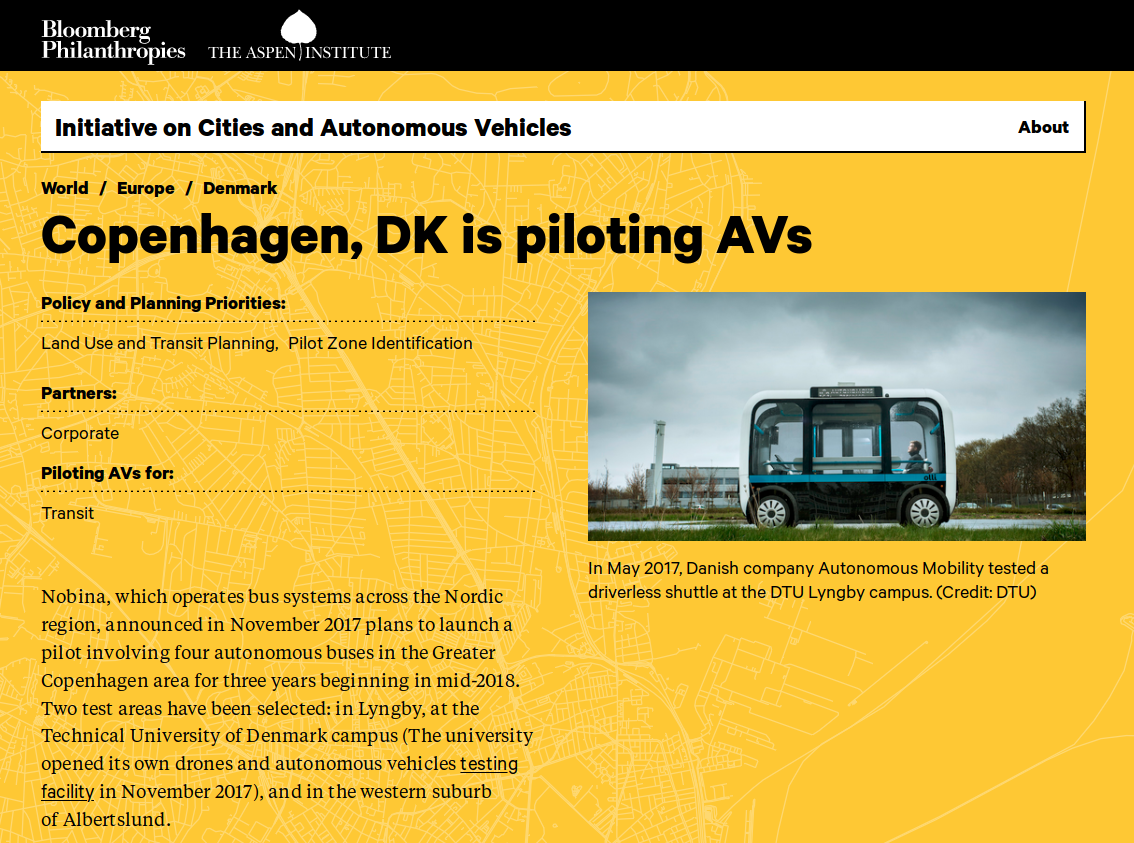 Bloomberg
Philanthropies
THE ASPEN INSTITUTE
Initiative on Cities and Autonomous Vehicles
About
World / Europe / Denmark
Copenhagen, DK is piloting AVs
Policy and Planning Priorities:
Land Use and Transit Planning, Pilot Zone Identification
Partners:
Corporate
Piloting AVs for:
Transit
Nobina, which operates bus systems across the Nordic
region, announced in November 2017 plans to launch a
pilot involving four autonomous buses in the Greater
Copenhagen area for three years beginning in mid-2018.
Two test areas have been selected: in Lyngby, at the
Technical University of Denmark campus (The university
opened its own drones and autonomous vehicles testing
facility in November 2017), and in the western suburb
of Albertslund.
olli
In May 2017, Danish company Autonomous Mobility tested a
driverless shuttle at the DTU Lyngby campus. (Credit: DTU)